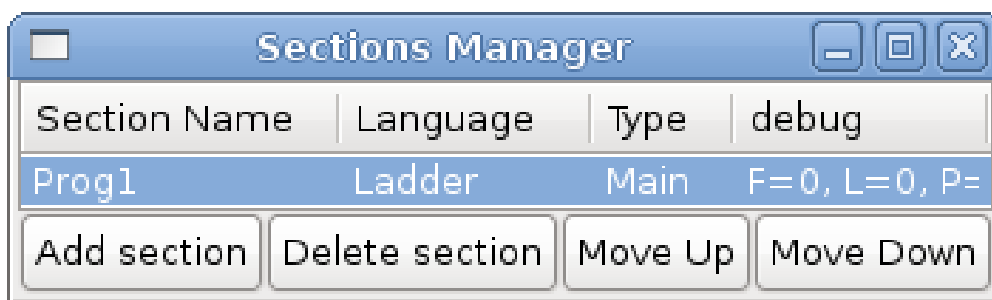 Sections Manager
Section Name Language Type debug
Prog1 Ladder Main F=0, L=0, P=
Add section Delete section Move Up Move Down